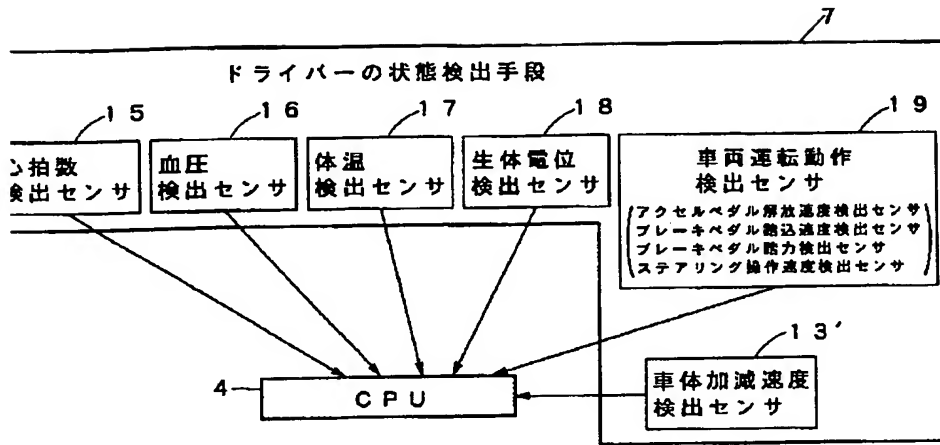 7
ドライバーの状態検出手段
15
16
17
18
19
心拍数
検出センサ
血圧
検出センサ
体温
検出センサ
生体電位
検出センサ
車両運転動作
検出センサ
(アクセルペダル解放速度検出センサ
ブレーキペダル踏込速度検出センサ
ブレーキペダル踏力検出センサ
ステアリング操作速度検出センサ)
13'
4
CPU
車体加減速度
検出センサ